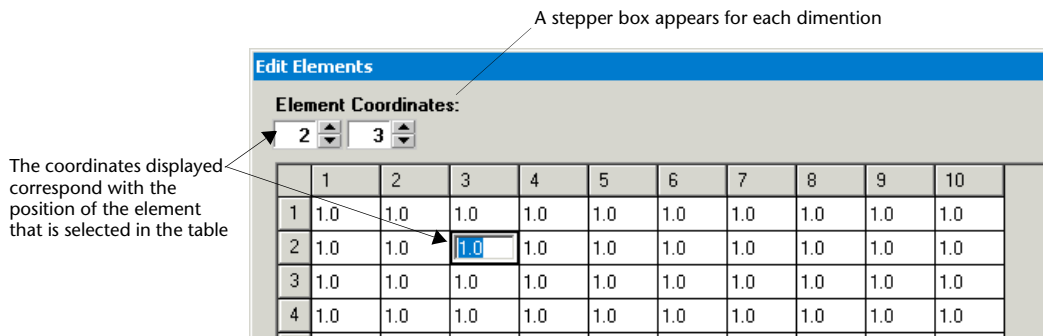 A stepper box appears for each dimention
Edit Elements
Element Coordinates:
2 3
The coordinates displayed
correspond with the
position of the element
that is selected in the table
1 2 3 4 5 6 7 8 9 10
1 1.0 1.0 1.0 1.0 1.0 1.0 1.0 1.0 1.0 1.0
2 1.0 1.0 1.0 1.0 1.0 1.0 1.0 1.0 1.0 1.0
3 1.0 1.0 1.0 1.0 1.0 1.0 1.0 1.0 1.0 1.0
4 1.0 1.0 1.0 1.0 1.0 1.0 1.0 1.0 1.0 1.0